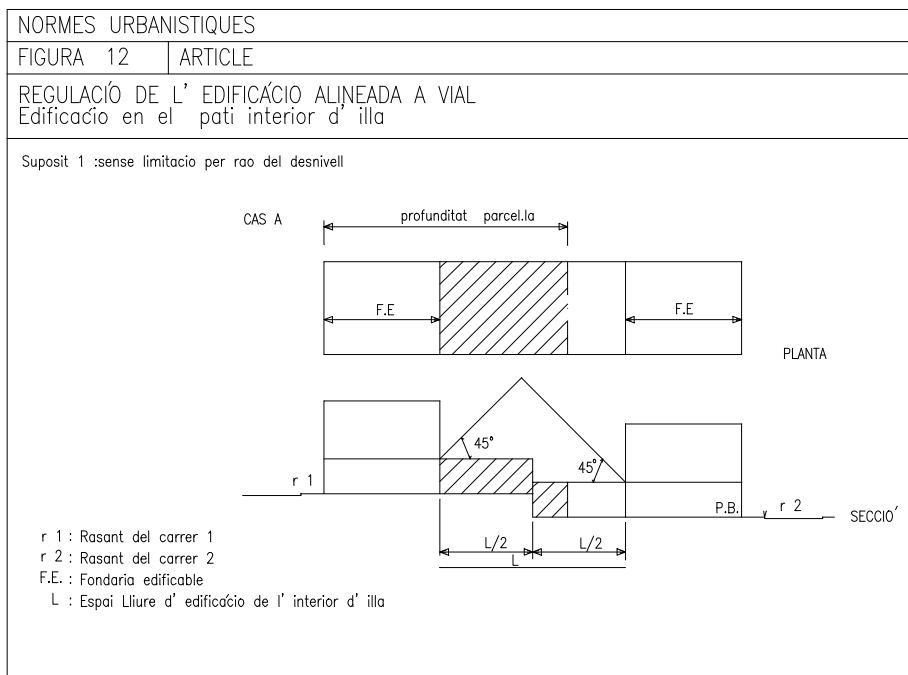 NORMES URBANISTIQUES
FIGURA 12 ARTICLE
REGULACÍO DE L' EDIFICÁCIO ALINEADA A VIAL
Edificacío en el pati interior d' illa
Suposit 1 :sense limitacio per rao del desnivell
CAS A
profunditat parcel.la
F.E
F.E
PLANTA
45°
45°
r 1
P.B.
r 2
SECCIO'
L/2
L/2
L
r 1 : Rasant del carrer 1
r 2 : Rasant del carrer 2
F.E. : Fondaria edificable
L : Espai Lliure d' edificácio de l' interior d' illa